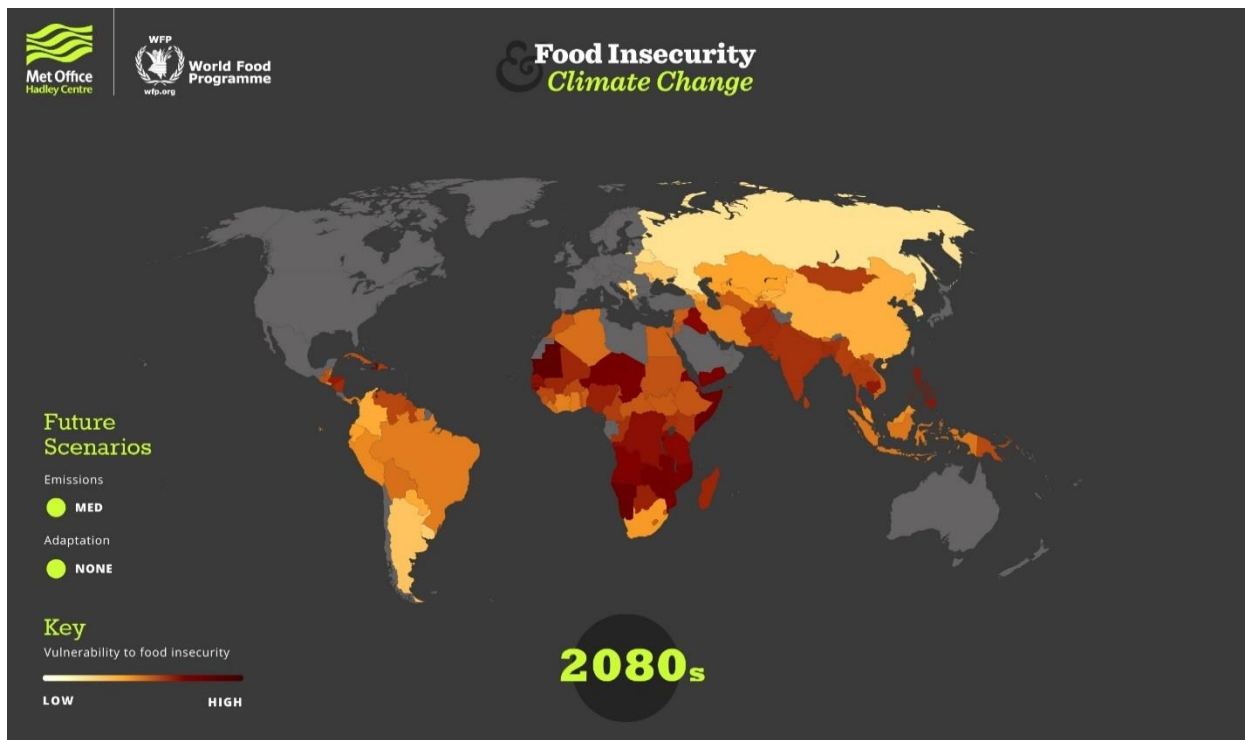 Met Office
Hadley Centre
WFP
wfp.org
World Food
Programme
&
Food Insecurity
Climate Change
Future
Scenarios
Emissions
MED
Adaptation
NONE
Key
Vulnerability to food insecurity
LOW
HIGH
2080s